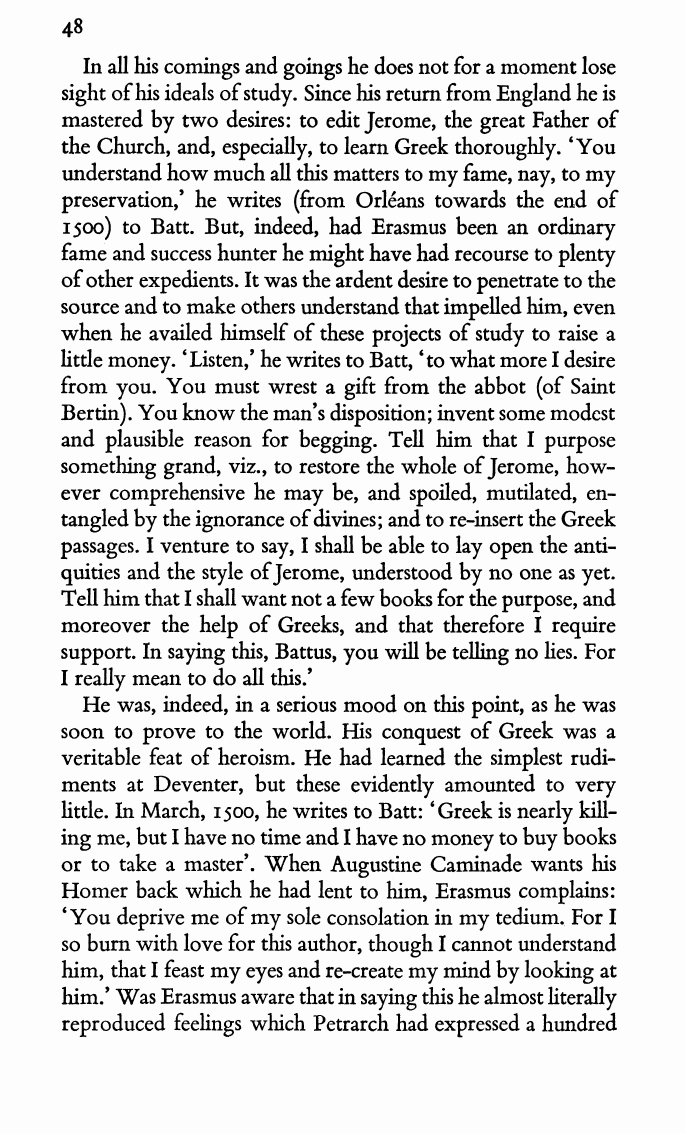 48
In all his comings and goings he does not for a moment lose
sight of his ideals of study. Since his return from England he is
mastered by two desires: to edit Jerome, the great Father of
the Church, and, especially, to learn Greek thoroughly. ‘You
understand how much all this matters to my fame, nay, to my
preservation,’ he writes (from Orléans towards the end of
1500) to Batt. But, indeed, had Erasmus been an ordinary
fame and success hunter he might have had recourse to plenty
of other expedients. It was the ardent desire to penetrate to the
source and to make others understand that impelled him, even
when he availed himself of these projects of study to raise a
little money. ‘Listen,’ he writes to Batt, ‘to what more I desire
from you. You must wrest a gift from the abbot (of Saint
Bertin). You know the man’s disposition; invent some modest
and plausible reason for begging. Tell him that I purpose
something grand, viz., to restore the whole of Jerome, how-
ever comprehensive he may be, and spoiled, mutilated, en-
tangled by the ignorance of divines; and to re-insert the Greek
passages. I venture to say, I shall be able to lay open the anti-
quities and the style of Jerome, understood by no one as yet.
Tell him that I shall want not a few books for the purpose, and
moreover the help of Greeks, and that therefore I require
support. In saying this, Battus, you will be telling no lies. For
I really mean to do all this.’
He was, indeed, in a serious mood on this point, as he was
soon to prove to the world. His conquest of Greek was a
veritable feat of heroism. He had learned the simplest rudi-
ments at Deventer, but these evidently amounted to very
little. In March, 1500, he writes to Batt: ‘Greek is nearly kill-
ing me, but I have no time and I have no money to buy books
or to take a master’. When Augustine Caminade wants his
Homer back which he had lent to him, Erasmus complains:
‘You deprive me of my sole consolation in my tedium. For I
so burn with love for this author, though I cannot understand
him, that I feast my eyes and re-create my mind by looking at
him.’ Was Erasmus aware that in saying this he almost literally
reproduced feelings which Petrarch had expressed a hundred